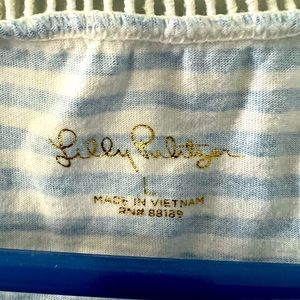 Lilly Pulitzer
L
MADE IN VIETNAM
RN# 88189